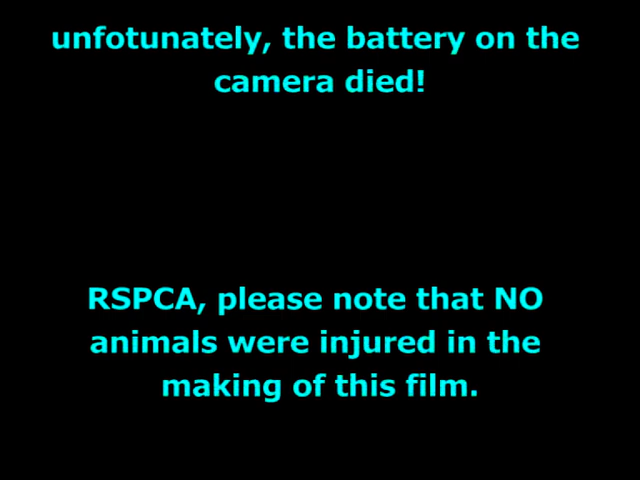 unfotunately, the battery on the
camera died!
RSPCA, please note that NO
animals were injured in the
making of this film.